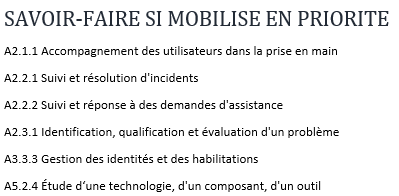 SAVOIR-FAIRE SI MOBILISE EN PRIORITE
A2.1.1 Accompagnement des utilisateurs dans la prise en main
A2.2.1 Suivi et résolution d'incidents
A2.2.2 Suivi et réponse à des demandes d'assistance
A2.3.1 Identification, qualification et évaluation d'un problème
A3.3.3 Gestion des identités et des habilitations
A5.2.4 Étude d‘une technologie, d'un composant, d'un outil